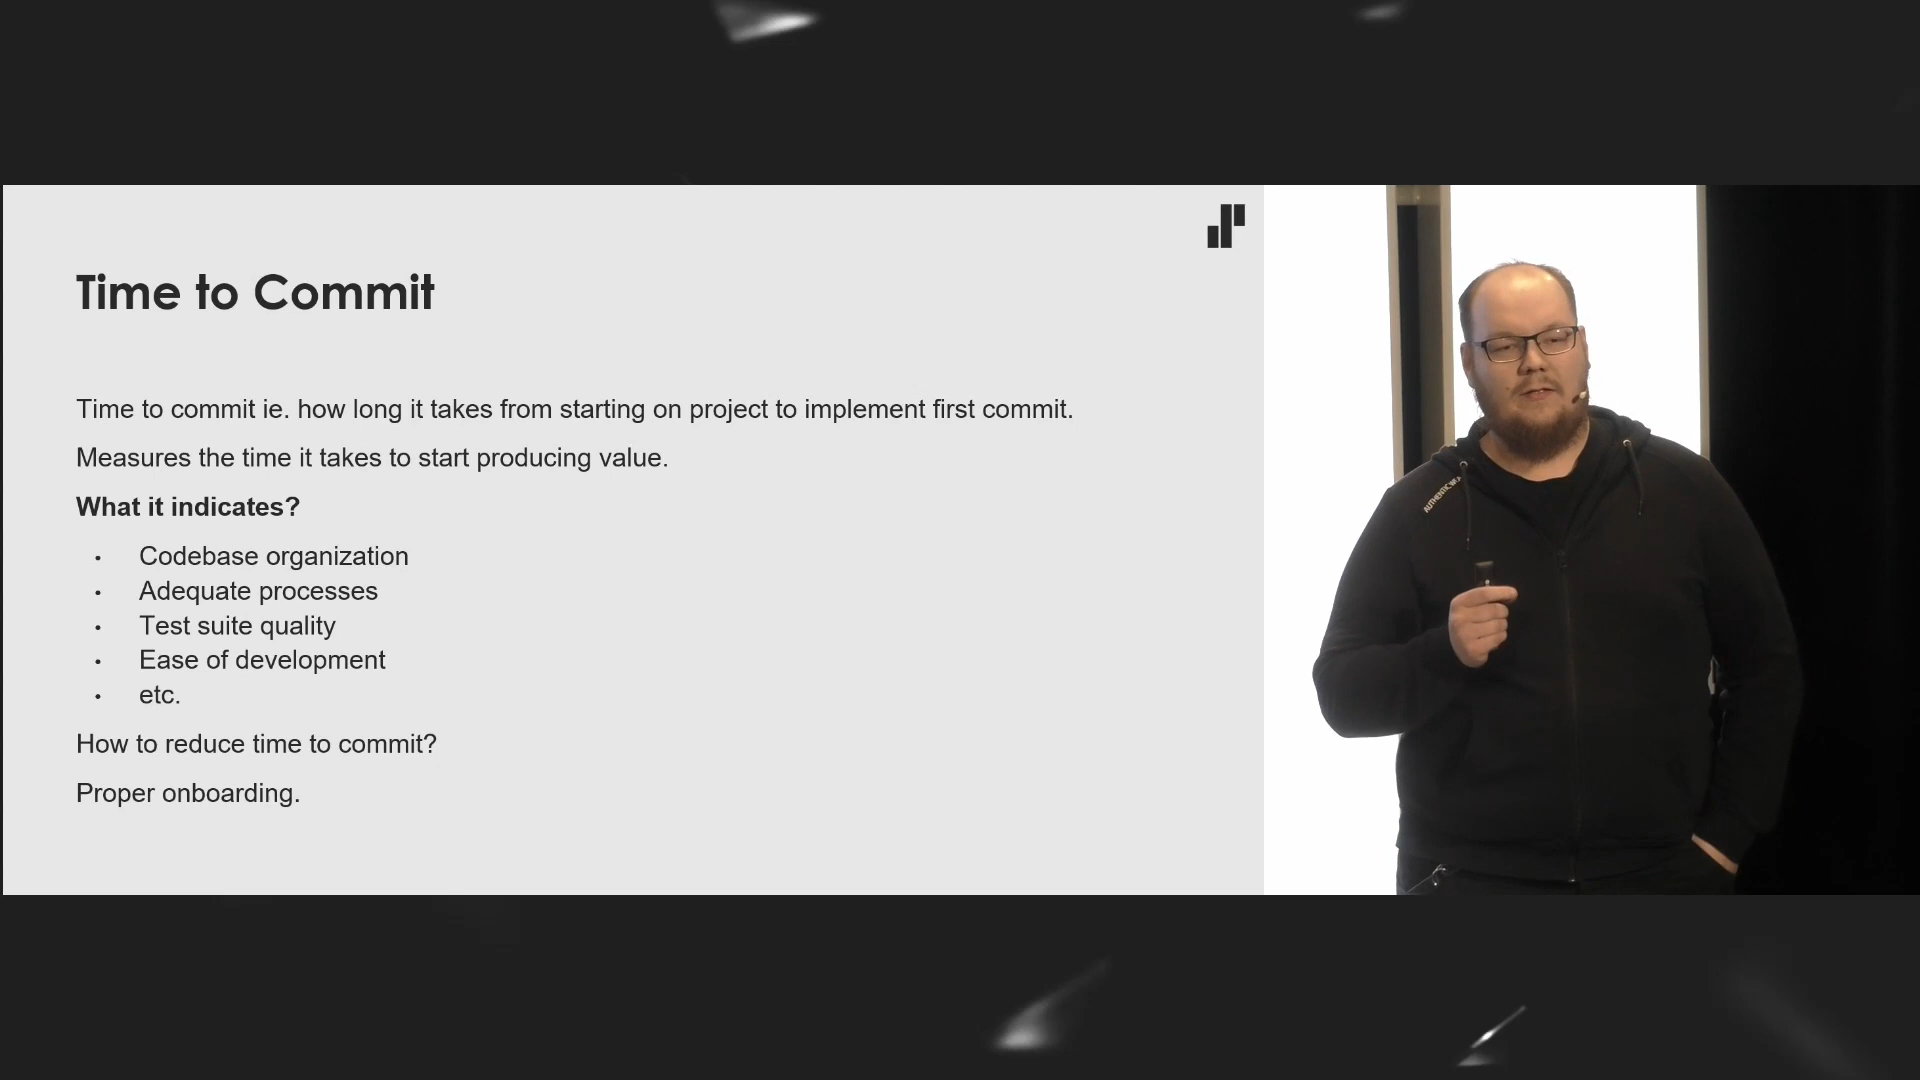 Time to Commit
Time to commit ie. how long it takes from starting on project to implement first commit.
Measures the time it takes to start producing value.
What it indicates?
• Codebase organization
• Adequate processes
• Test suite quality
• Ease of development
• etc.
How to reduce time to commit?
Proper onboarding.
AUTHENTIC